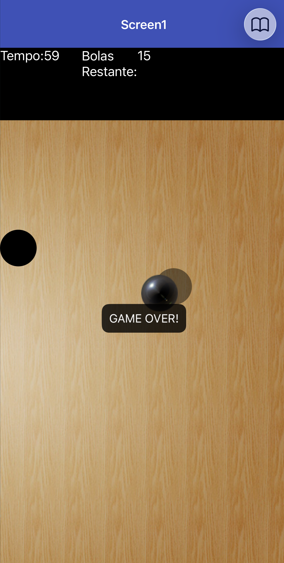 Screen1
Tempo:59 Bolas 15
Restante:
GAME OVER!